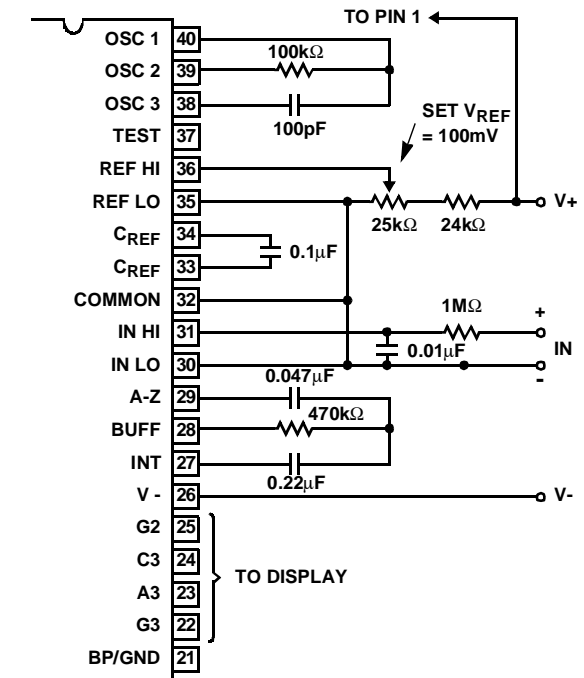 TO PIN 1
OSC 1 40
100kΩ
OSC 2 39
OSC 3 38
100pF
SET VREF
= 100mV
TEST 37
REF HI 36
REF LO 35
V+
25kΩ 24kΩ
CREF 34
0.1µF
CREF 33
COMMON 32
1MΩ
+
IN HI 31
IN
0.01µF
IN LO 30
-
0.047µF
A-Z 29
470kΩ
BUFF 28
INT 27
0.22µF
V - 26
V-
G2 25
C3 24
TO DISPLAY
A3 23
G3 22
BP/GND 21